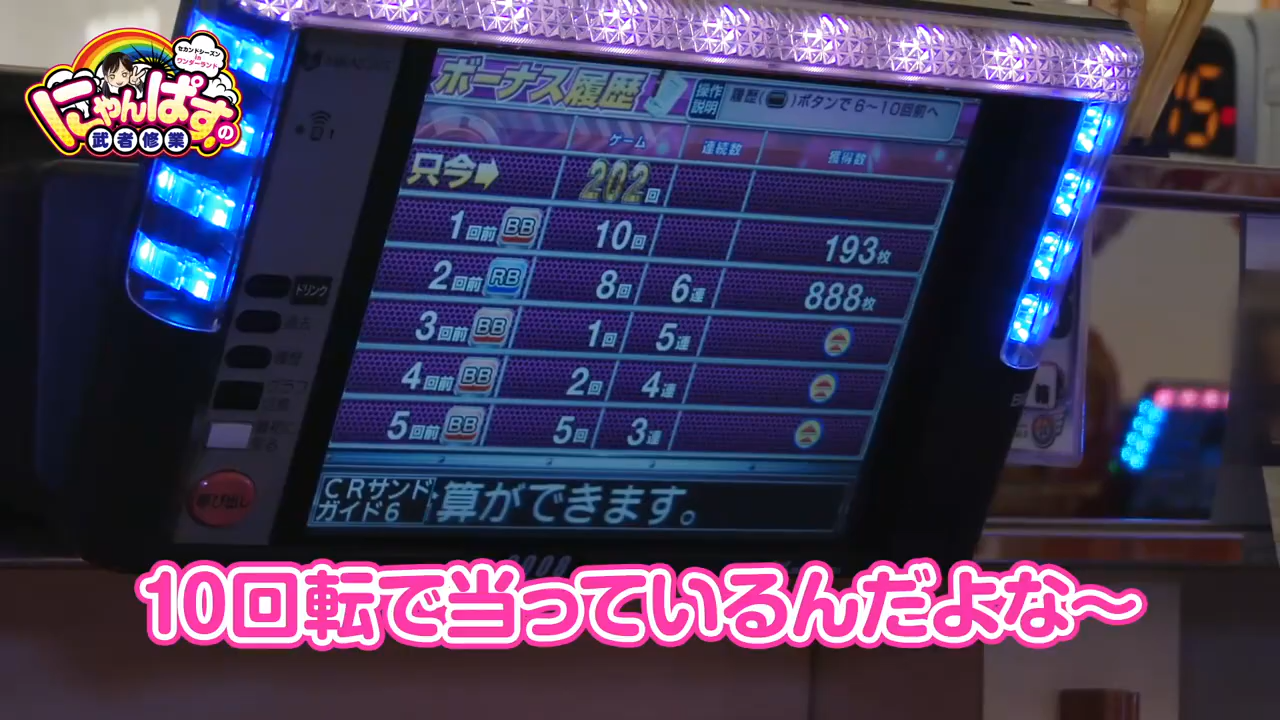 セカンドシーズン
in
ワンダーランド
にゃんぱすの
武者修業
ボーナス履歴
操作説明
履歴()ボタンで6~10回前へ
ゲーム 連続数 獲得数
只今 202回
1回前 BB 10回 193枚
2回前 RB 8回 6連 888枚
3回前 BB 1回 5連
4回前 BB 2回 4連
5回前 BB 5回 3連
ドリンク
履歴
呼び出し
CRサンド
ガイド6
算ができます。
10回転で当っているんだよな~